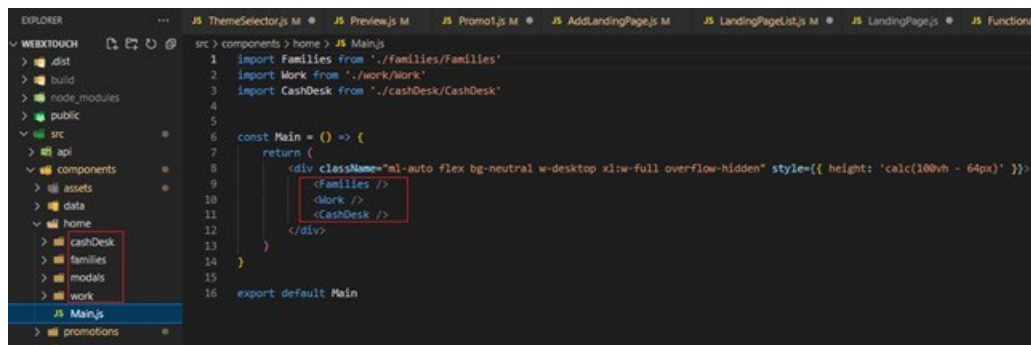 EXPLORER
JS ThemeSelector.js M
JS Preview.js M
JS Promo1.js M
JS AddLandingPage.js M
JS LandingPageList.js M
JS LandingPage.js
JS Function
WEBXTOUCH
.dist
build
node_modules
public
src
api
components
assets
data
home
cashDesk
families
modals
work
JS Main.js
promotions
src > components > home > JS Main.js
1 import Families from './families/Families'
2 import Work from './work/Work'
3 import CashDesk from './cashDesk/CashDesk'
4
5
6 const Main = () => {
7 return (
8 <div className="ml-auto flex bg-neutral w-desktop xl:w-full overflow-hidden" style={{ height: 'calc(100vh - 64px)' }}>
9 <Families />
10 <Work />
11 <CashDesk />
12 </div>
13 )
14 }
15
16 export default Main